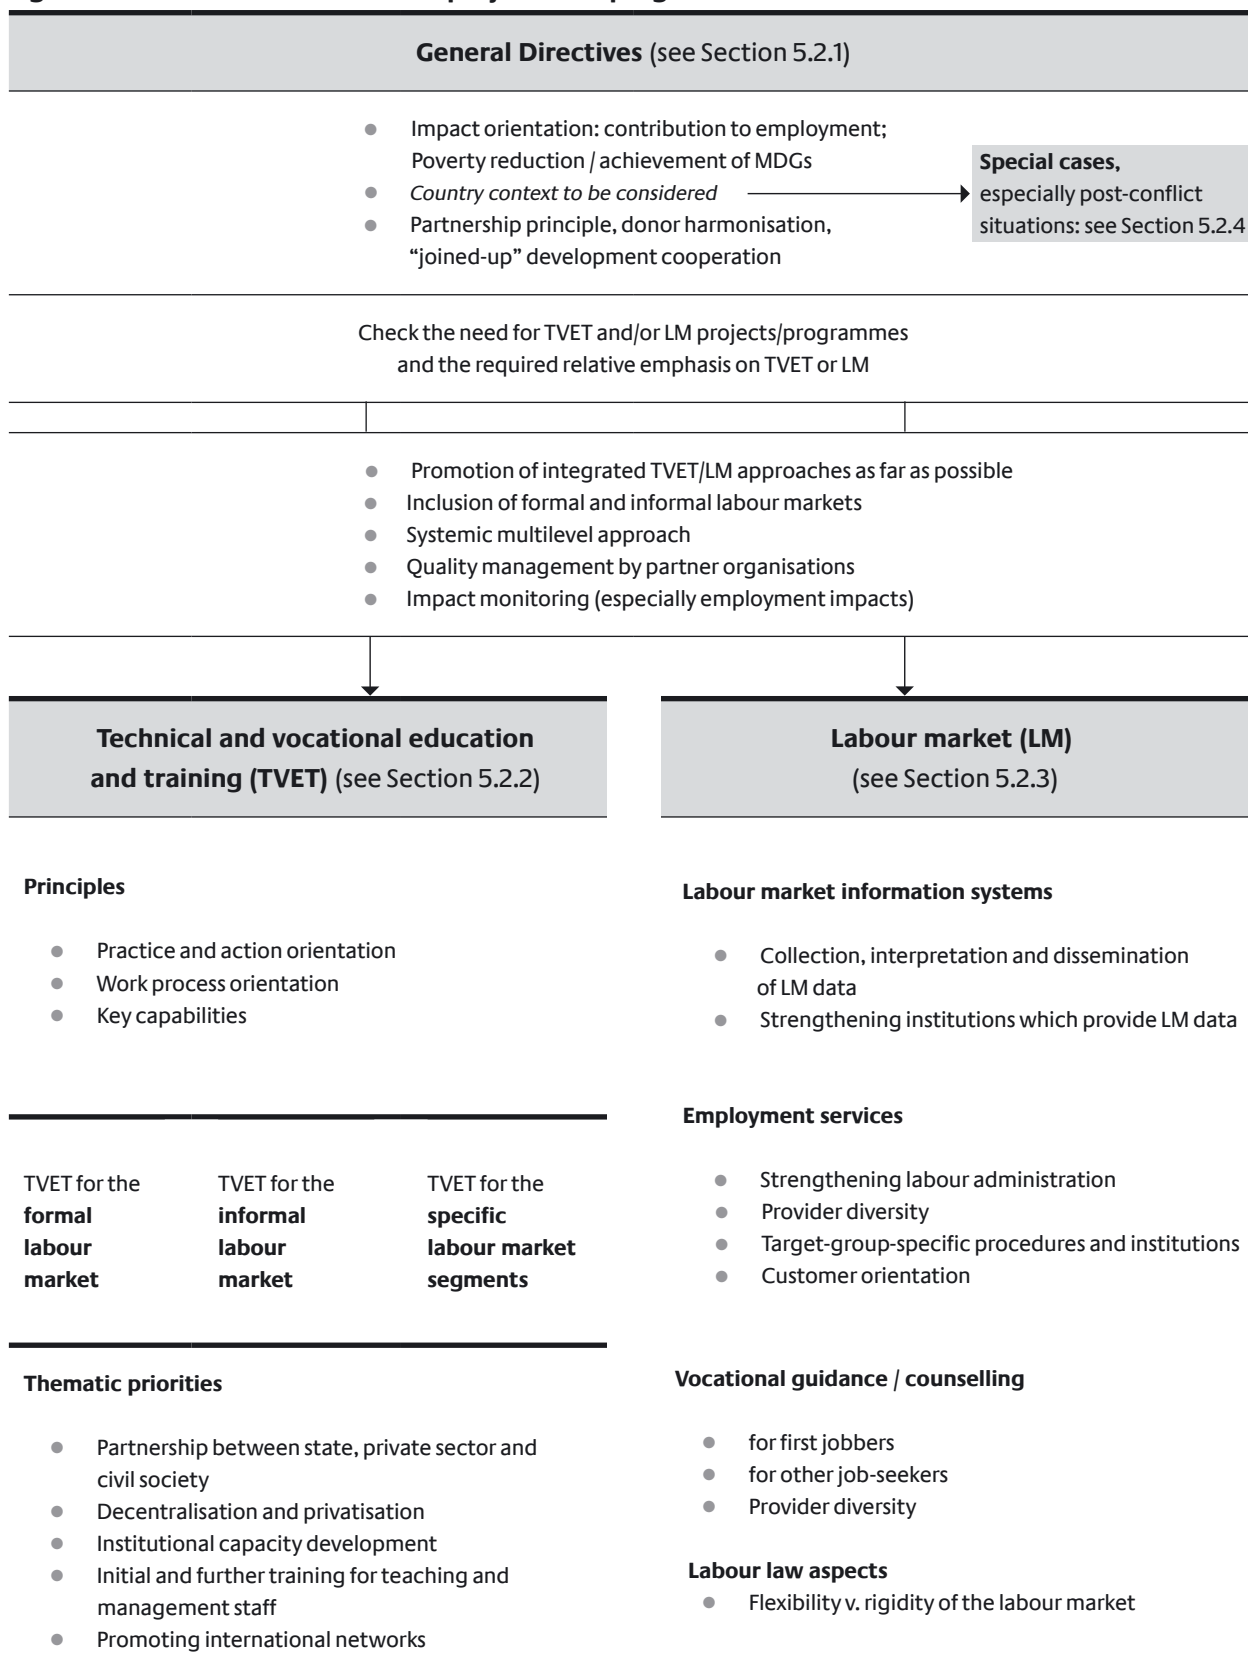 General Directives (see Section 5.2.1)
● Impact orientation: contribution to employment;
Poverty reduction / achievement of MDGs
● Country context to be considered
● Partnership principle, donor harmonisation,
“joined-up” development cooperation
Special cases,
especially post-conflict
situations: see Section 5.2.4
Check the need for TVET and/or LM projects/programmes
and the required relative emphasis on TVET or LM
● Promotion of integrated TVET/LM approaches as far as possible
● Inclusion of formal and informal labour markets
● Systemic multilevel approach
● Quality management by partner organisations
● Impact monitoring (especially employment impacts)
Technical and vocational education
and training (TVET) (see Section 5.2.2)
Principles
● Practice and action orientation
● Work process orientation
● Key capabilities
TVET for the
formal
labour
market
TVET for the
informal
labour
market
TVET for the
specific
labour market
segments
Thematic priorities
● Partnership between state, private sector and
civil society
● Decentralisation and privatisation
● Institutional capacity development
● Initial and further training for teaching and
management staff
● Promoting international networks
Labour market (LM)
(see Section 5.2.3)
Labour market information systems
● Collection, interpretation and dissemination
of LM data
● Strengthening institutions which provide LM data
Employment services
● Strengthening labour administration
● Provider diversity
● Target-group-specific procedures and institutions
● Customer orientation
Vocational guidance / counselling
● for first jobbers
● for other job-seekers
● Provider diversity
Labour law aspects
● Flexibility v. rigidity of the labour market